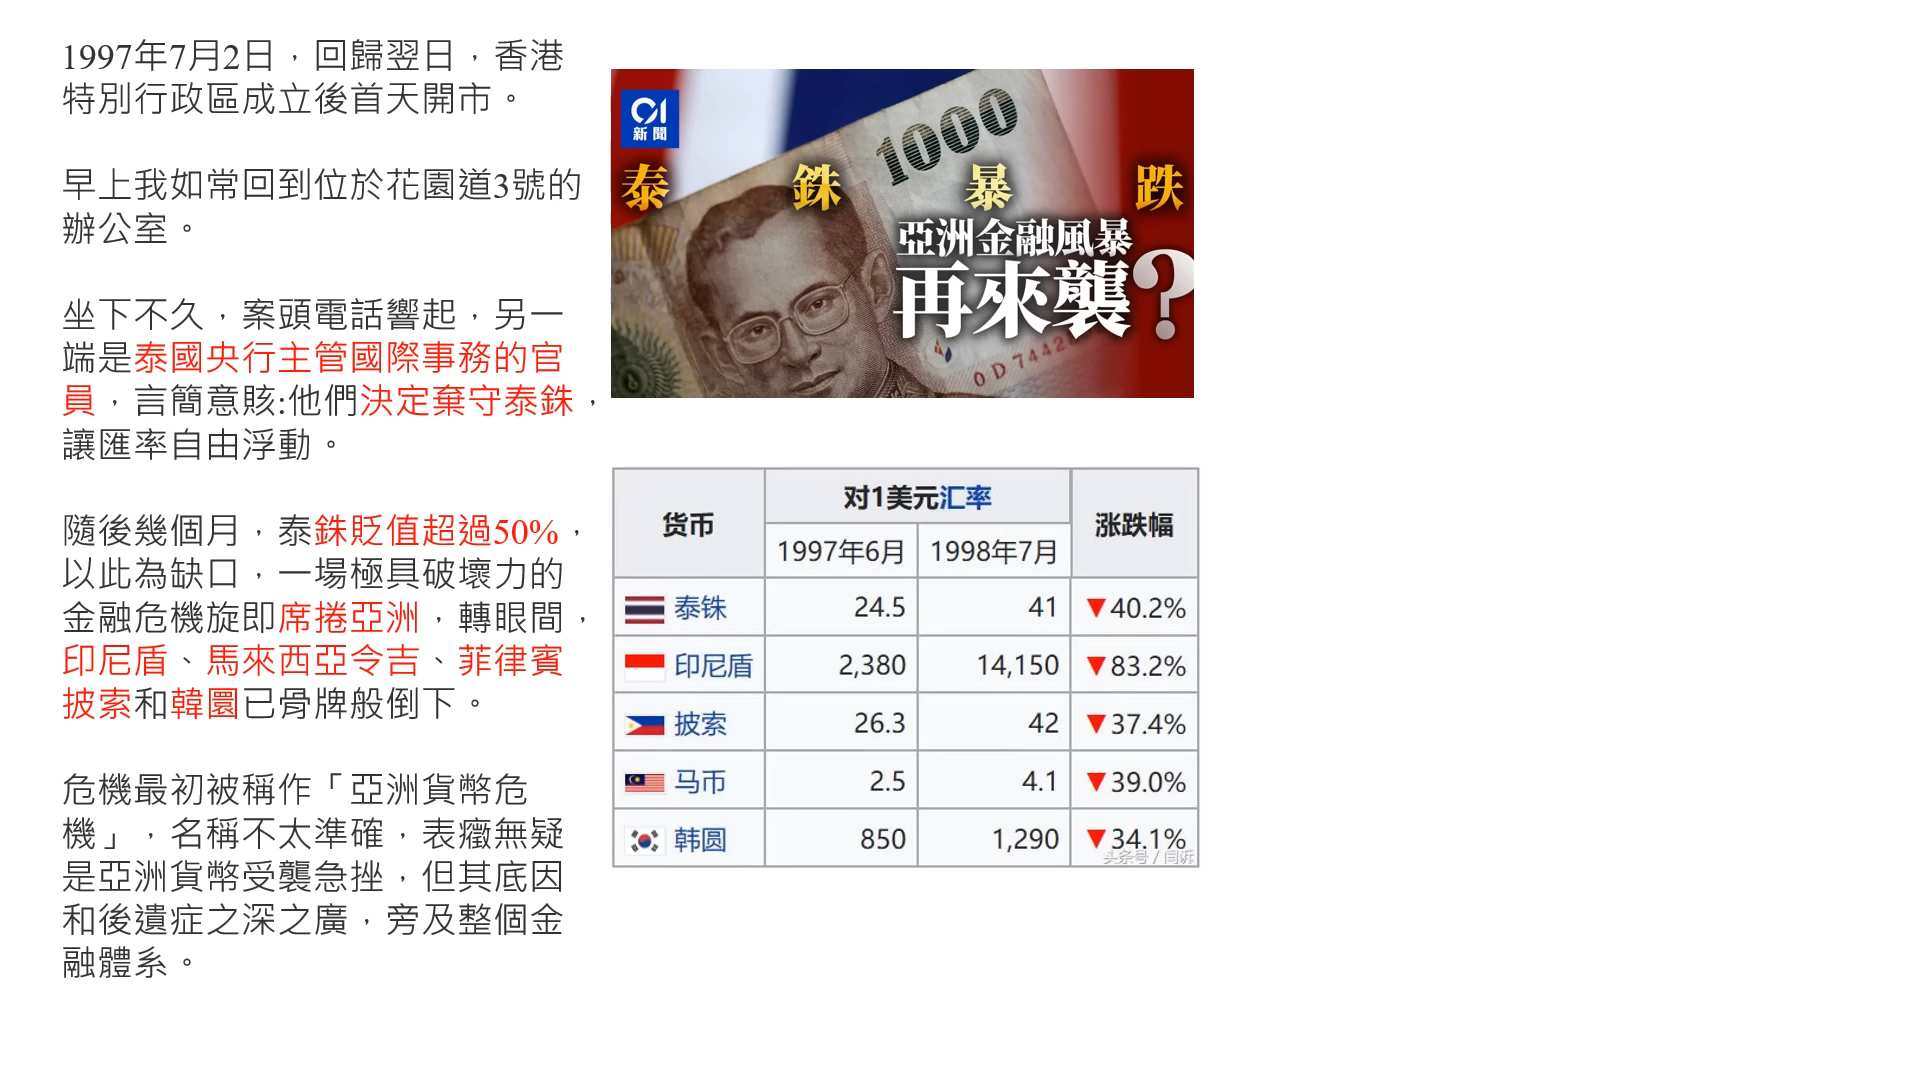 1997年7月2日，回歸翌日，香港
特別行政區成立後首天開市。
早上我如常回到位於花園道3號的
辦公室。
坐下不久，案頭電話響起，另一
端是泰國央行主管國際事務的官
員，言簡意賅:他們決定棄守泰銖，
讓匯率自由浮動。
隨後幾個月，泰銖貶值超過50%，
以此為缺口，一場極具破壞力的
金融危機旋即席捲亞洲，轉眼間，
印尼盾、馬來西亞令吉、菲律賓
披索和韓圜已骨牌般倒下。
危機最初被稱作「亞洲貨幣危
機」，名稱不太準確，表癥無疑
是亞洲貨幣受襲急挫，但其底因
和後遺症之深之廣，旁及整個金
融體系。
01
新聞
1000
泰銖暴跌
亞洲金融風暴
再來襲?
0D 7442
货币 对1美元汇率 涨跌幅
1997年6月 1998年7月
泰铢 24.5 41 ▼40.2%
印尼盾 2,380 14,150 ▼83.2%
披索 26.3 42 ▼37.4%
马币 2.5 4.1 ▼39.0%
韩圆 850 1,290 ▼34.1%
头条号 / 闫诉